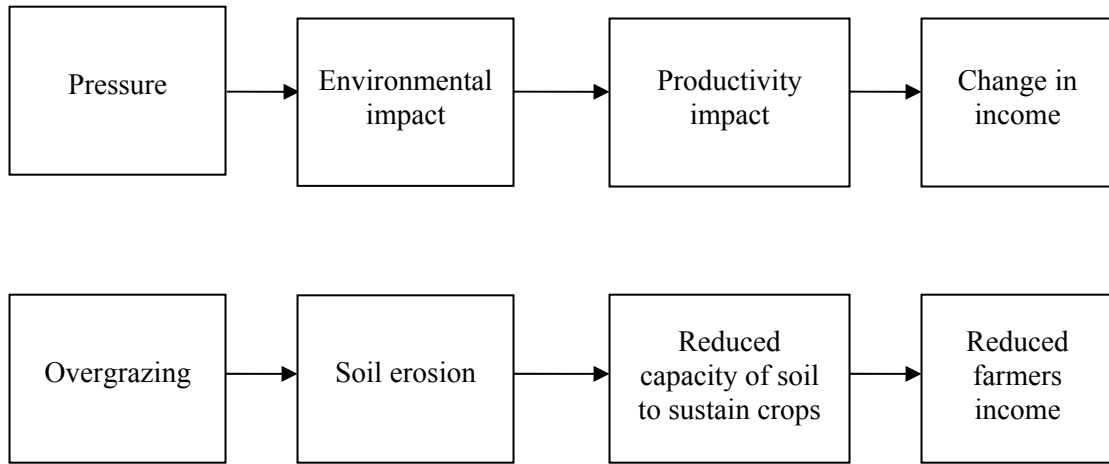 Pressure
Environmental
impact
Productivity
impact
Change in
income
Overgrazing
Soil erosion
Reduced
capacity of soil
to sustain crops
Reduced
farmers
income